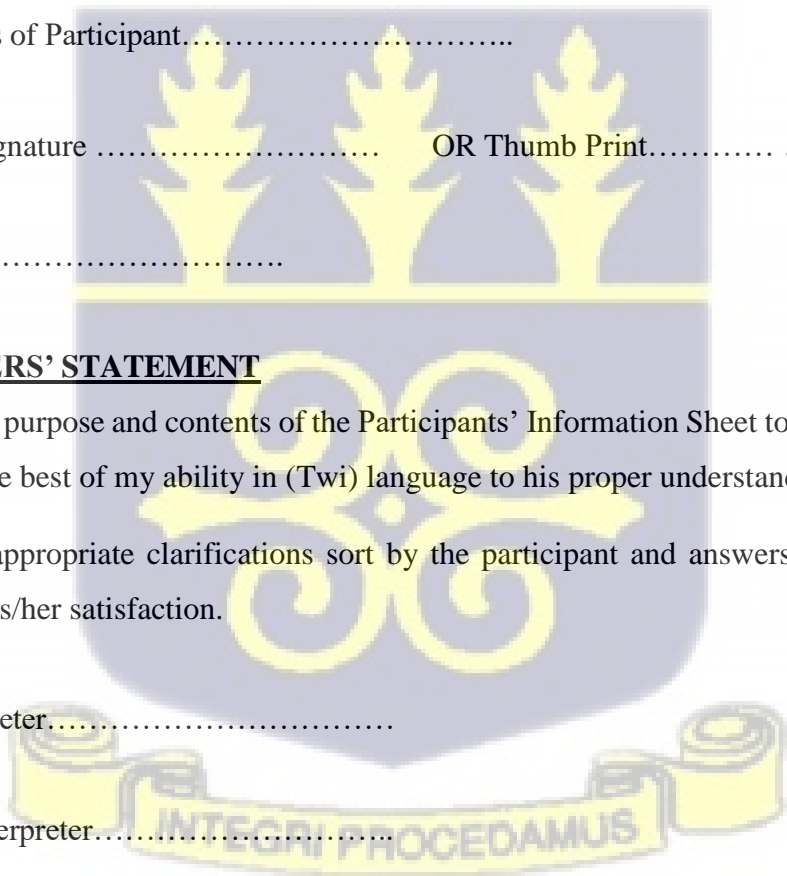 s of Participant…………………………..
gnature ………………………… OR Thumb Print………… .
……………………….
ERS’ STATEMENT
purpose and contents of the Participants’ Information Sheet to
e best of my ability in (Twi) language to his proper understand
appropriate clarifications sort by the participant and answers
s/her satisfaction.
eter……………………………
erpreter………………………..
INTEGRI PROCEDAMUS